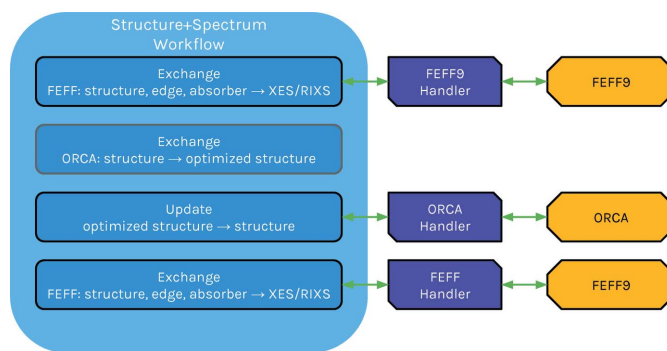 Structure+Spectrum
Workflow
Exchange
FEFF: structure, edge, absorber → XES/RIXS
FEFF9
Handler
FEFF9
Exchange
ORCA: structure → optimized structure
Update
optimized structure → structure
ORCA
Handler
ORCA
Exchange
FEFF: structure, edge, absorber → XES/RIXS
FEFF
Handler
FEFF9